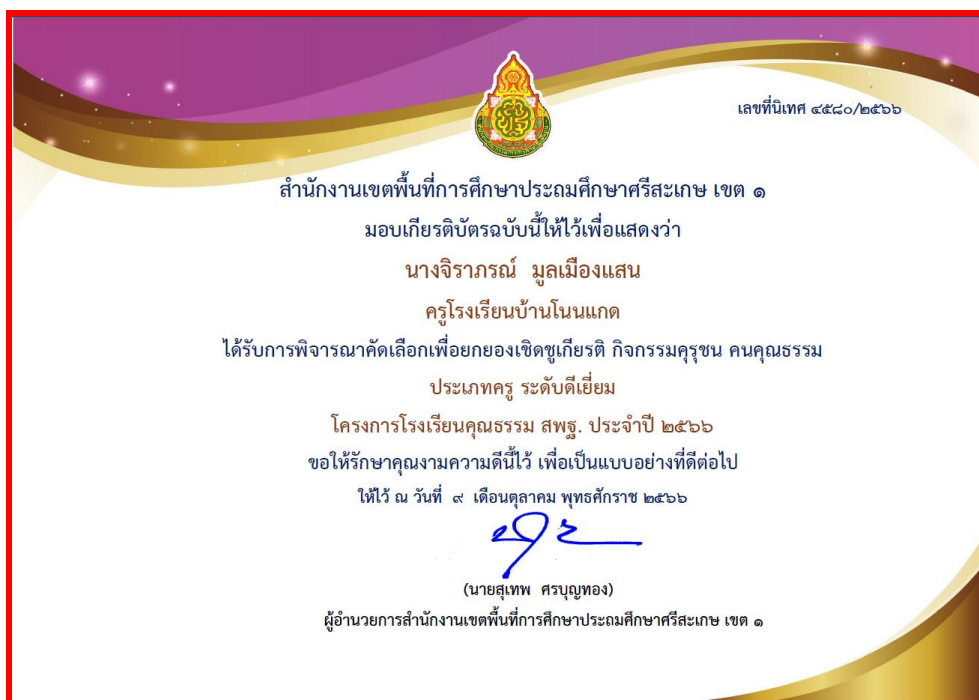 เลขที่นิเทศ ๔๕๘๐/๒๕๖๖
สำนักงานเขตพื้นที่การศึกษาประถมศึกษาศรีสะเกษ เขต ๑
มอบเกียรติบัตรฉบับนี้ให้ไว้เพื่อแสดงว่า
นางจิราภรณ์ มูลเมืองแสน
ครูโรงเรียนบ้านโนนแกด
ได้รับการพิจารณาคัดเลือกเพื่อยกยองเชิดชูเกียรติ กิจกรรมคุรุชน คนคุณธรรม
ประเภทครู ระดับดีเยี่ยม
โครงการโรงเรียนคุณธรรม สพฐ. ประจำปี ๒๕๖๖
ขอให้รักษาคุณงามความดีนี้ไว้ เพื่อเป็นแบบอย่างที่ดีต่อไป
ให้ไว้ ณ วันที่ ๙ เดือนตุลาคม พุทธศักราช ๒๕๖๖
(นายสุเทพ ศรบุญทอง)
ผู้อำนวยการสำนักงานเขตพื้นที่การศึกษาประถมศึกษาศรีสะเกษ เขต ๑